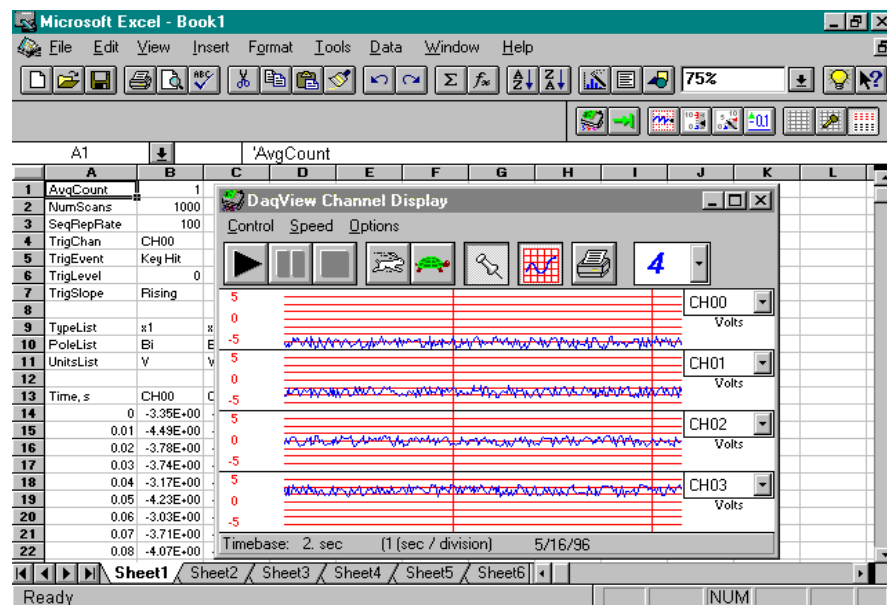 Microsoft Excel - Book1
File Edit View Insert Format Tools Data Window Help
75%
A1 'AvgCount
A B C D E F G H I J K L
1 AvgCount 1
2 NumScans 1000
3 SeqRepRate 100
4 TrigChan CH00
5 TrigEvent Key Hit
6 TrigLevel 0
7 TrigSlope Rising
8
9 TypeList x1
10 PoleList Bi
11 UnitsList V
12
13 Time, s CH00
14 0 -3.35E+00
15 0.01 -4.49E+00
16 0.02 -3.78E+00
17 0.03 -3.74E+00
18 0.04 -3.17E+00
19 0.05 -4.23E+00
20 0.06 -3.03E+00
21 0.07 -3.71E+00
22 0.08 -4.07E+00
DaqView Channel Display
Control Speed Options
4
5
0
-5
CH00
Volts
5
0
-5
CH01
Volts
5
0
-5
CH02
Volts
5
0
-5
CH03
Volts
Timebase: 2. sec (1 (sec / division) 5/16/96
Sheet1 Sheet2 Sheet3 Sheet4 Sheet5 Sheet6
Ready NUM